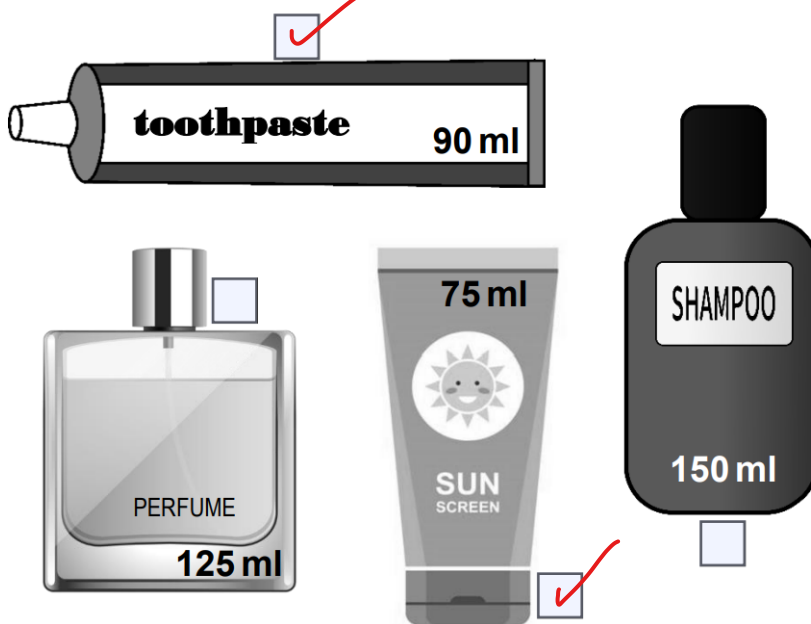 toothpaste
90 ml
75 ml
SHAMPOO
SUN
SCREEN
150 ml
PERFUME
125 ml